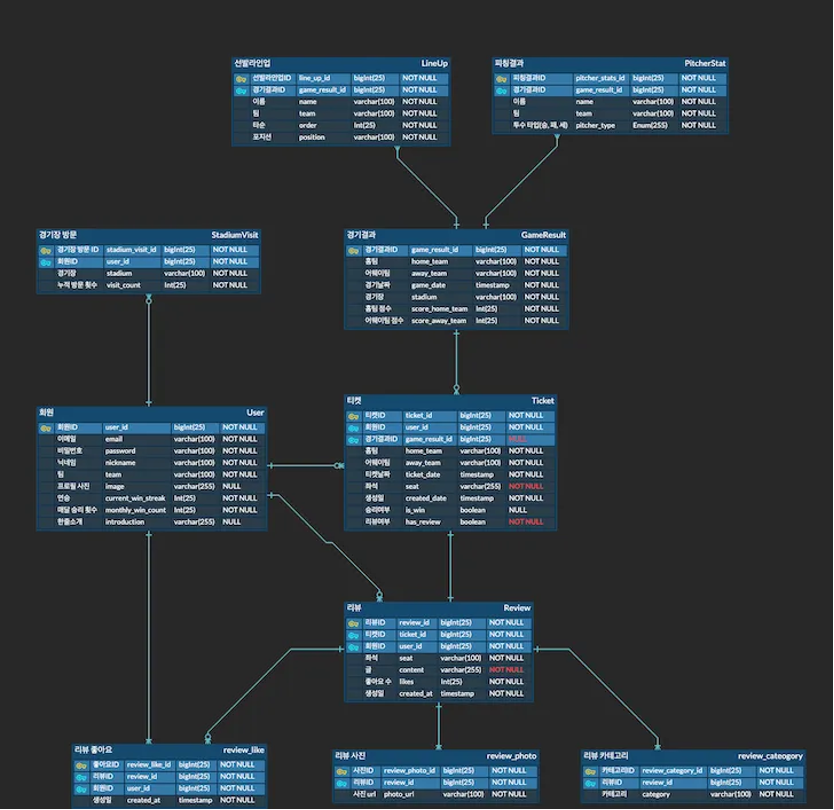 선발라인업 LineUp
선발라인업ID line_up_id bigInt(25) NOT NULL
경기결과ID game_result_id bigInt(25) NOT NULL
이름 name varchar(100) NOT NULL
팀 team varchar(100) NOT NULL
타순 order Int(25) NOT NULL
포지션 position varchar(100) NOT NULL
피칭결과 PitcherStat
피칭결과ID pitcher_stats_id bigInt(25) NOT NULL
경기결과ID game_result_id bigInt(25) NOT NULL
이름 name varchar(100) NOT NULL
팀 team varchar(100) NOT NULL
투수 타입(승, 패, 세) pitcher_type Enum(255) NOT NULL
경기장 방문 StadiumVisit
경기장 방문 ID stadium_visit_id bigInt(25) NOT NULL
회원ID user_id bigInt(25) NOT NULL
경기장 stadium varchar(100) NOT NULL
누적 방문 횟수 visit_count Int(25) NOT NULL
경기결과 GameResult
경기결과ID game_result_id bigInt(25) NOT NULL
홈팀 home_team varchar(100) NOT NULL
어웨이팀 away_team varchar(100) NOT NULL
경기날짜 game_date timestamp NOT NULL
경기장 stadium varchar(100) NOT NULL
홈팀 점수 score_home_team Int(25) NOT NULL
어웨이팀 점수 score_away_team Int(25) NOT NULL
회원 User
회원ID user_id bigInt(25) NOT NULL
이메일 email varchar(100) NOT NULL
비밀번호 password varchar(100) NOT NULL
닉네임 nickname varchar(100) NOT NULL
팀 team varchar(100) NOT NULL
프로필 사진 image varchar(255) NULL
연승 current_win_streak Int(25) NOT NULL
매달 승리 횟수 monthly_win_count Int(25) NOT NULL
한줄소개 introduction varchar(255) NULL
티켓 Ticket
티켓ID ticket_id bigInt(25) NOT NULL
회원ID user_id bigInt(25) NOT NULL
경기결과ID game_result_id bigInt(25) NULL
홈팀 home_team varchar(100) NOT NULL
어웨이팀 away_team varchar(100) NOT NULL
티켓날짜 ticket_date timestamp NOT NULL
좌석 seat varchar(255) NOT NULL
생성일 created_date timestamp NOT NULL
승리여부 is_win boolean NULL
리뷰여부 has_review boolean NOT NULL
리뷰 Review
리뷰ID review_id bigInt(25) NOT NULL
티켓ID ticket_id bigInt(25) NOT NULL
회원ID user_id bigInt(25) NOT NULL
좌석 seat varchar(100) NOT NULL
글 content varchar(255) NOT NULL
좋아요 수 likes Int(25) NOT NULL
생성일 created_at timestamp NOT NULL
리뷰 좋아요 review_like
좋아요ID review_like_id bigInt(25) NOT NULL
리뷰ID review_id bigInt(25) NOT NULL
회원ID user_id bigInt(25) NOT NULL
생성일 created_at timestamp NOT NULL
리뷰 사진 review_photo
사진ID review_photo_id bigInt(25) NOT NULL
리뷰ID review_id bigInt(25) NOT NULL
사진 url photo_url varchar(100) NOT NULL
리뷰 카테고리 review_cateogory
카테고리ID review_category_id bigInt(25) NOT NULL
리뷰ID review_id bigInt(25) NOT NULL
카테고리 category varchar(100) NOT NULL